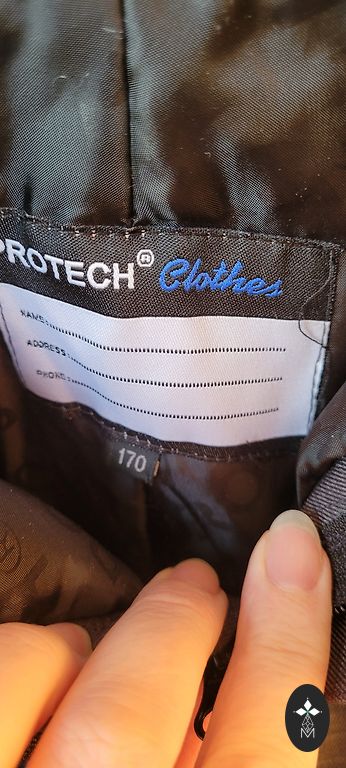 PROTECH® Clothes
NAME:
ADDRESS:
PHONE:
170